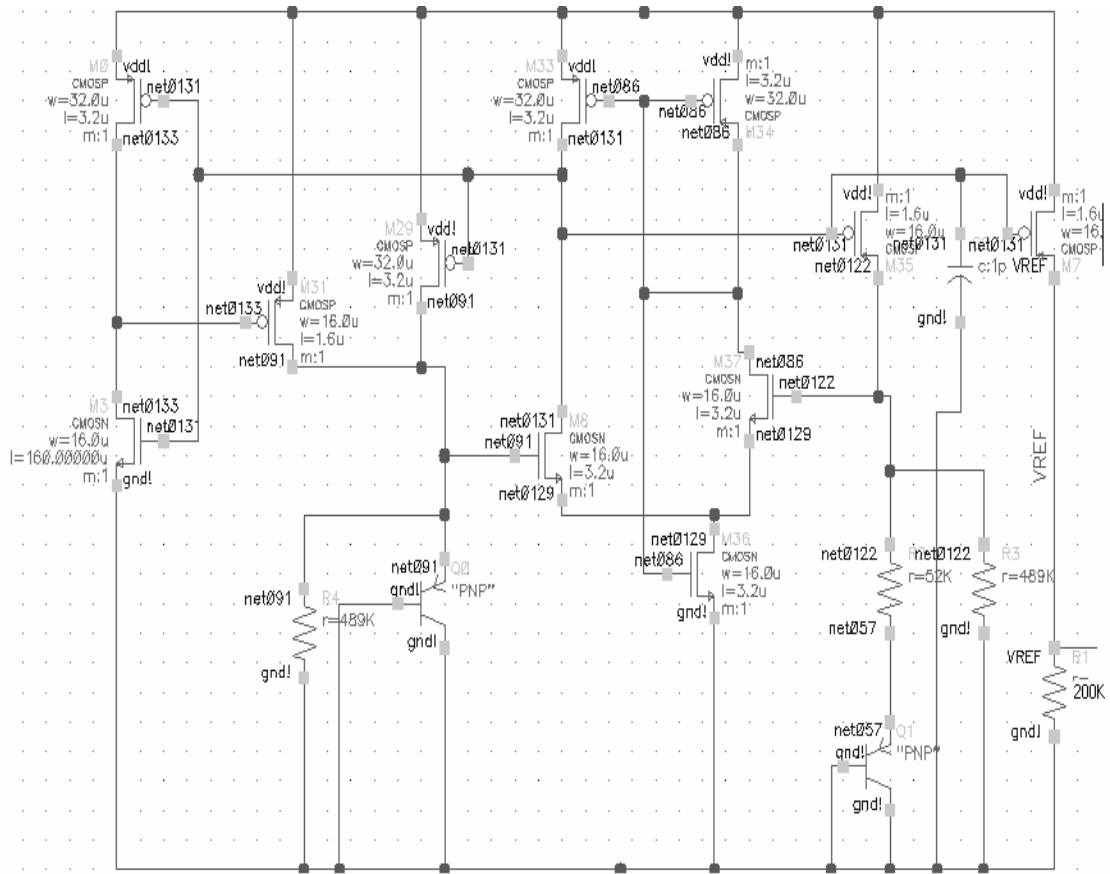 M0
vdd!
CMOSP
net0131
w=32.0u
l=3.2u
m:1
net0133
M33
vdd!
CMOSP
net086
w=32.0u
l=3.2u
m:1
net0131
m:1
l=3.2u
w=32.0u
net086
CMOSP
net086
M34
M29
vdd!
CMOSP
net0131
w=32.0u
l=3.2u
m:1
net091
vdd!
M31
net0133
CMOSP
w=16.0u
l=1.6u
net091
m:1
vdd!
m:1
l=1.6u
w=16.0u
net0131
CMOSP
net0122
M35
net0131
c:1p
gnd!
vdd!
m:1
l=1.6u
w=16.
net0131
CMOSP
VREF
M7
M3
net0133
CMOSN
w=16.0u
net0131
l=160.00000u
m:1
gnd!
net0131
net091
CMOSN
w=16.0u
l=3.2u
net0129
m:1
M37
net086
CMOSN
net0122
w=16.0u
l=3.2u
m:1
net0129
VREF
net0129
M36
net086
CMOSN
w=16.0u
l=3.2u
gnd!
m:1
net091
R4
r=489K
gnd!
net091
Q0
gnd!
"PNP"
gnd!
net0122
r=52K
net057
net0122
R3
r=489K
gnd!
VREF
R1
200K
gnd!
net057
Q1
gnd!
"PNP"
gnd!